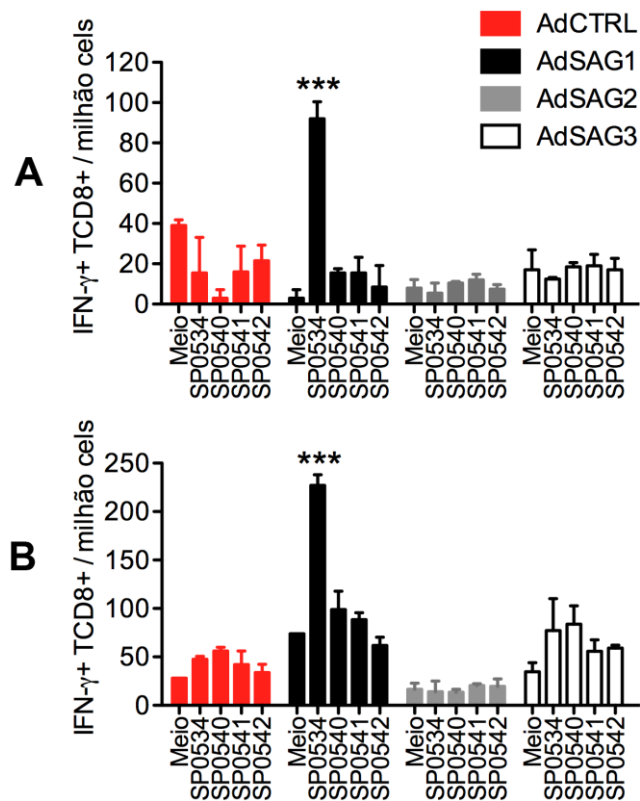 AdCTRL
AdSAG1
AdSAG2
AdSAG3
A
IFN-γ+ TCD8+ / milhão cels
120
100
80
60
40
20
0
***
Meio
SP0534
SP0540
SP0541
SP0542
Meio
SP0534
SP0540
SP0541
SP0542
Meio
SP0534
SP0540
SP0541
SP0542
Meio
SP0534
SP0540
SP0541
SP0542
B
IFN-γ+ TCD8+ / milhão cels
250
200
150
100
50
0
***
Meio
SP0534
SP0540
SP0541
SP0542
Meio
SP0534
SP0540
SP0541
SP0542
Meio
SP0534
SP0540
SP0541
SP0542
Meio
SP0534
SP0540
SP0541
SP0542